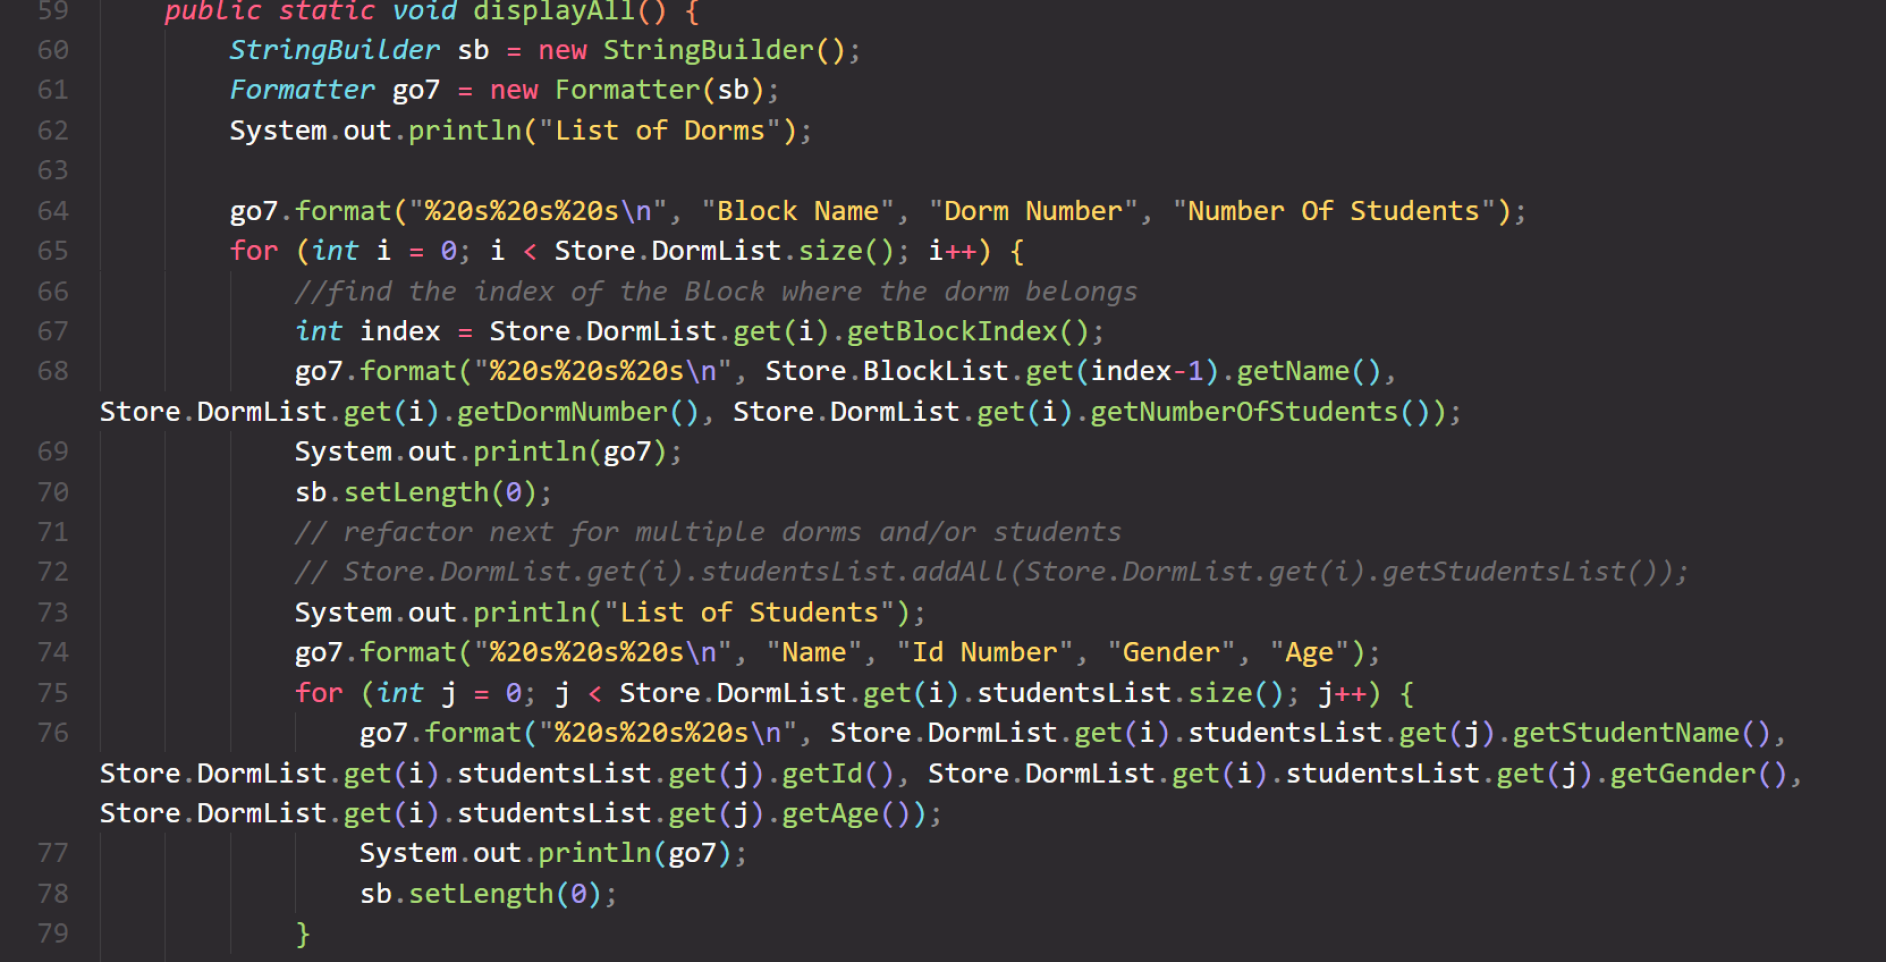 59 public static void displayAll() {
60 StringBuilder sb = new StringBuilder();
61 Formatter go7 = new Formatter(sb);
62 System.out.println("List of Dorms");
63
64 go7.format("%20s%20s%20s\n", "Block Name", "Dorm Number", "Number Of Students");
65 for (int i = 0; i < Store.DormList.size(); i++) {
66 //find the index of the Block where the dorm belongs
67 int index = Store.DormList.get(i).getBlockIndex();
68 go7.format("%20s%20s%20s\n", Store.BlockList.get(index-1).getName(),
Store.DormList.get(i).getDormNumber(), Store.DormList.get(i).getNumberOfStudents());
69 System.out.println(go7);
70 sb.setLength(0);
71 // refactor next for multiple dorms and/or students
72 // Store.DormList.get(i).studentsList.addAll(Store.DormList.get(i).getStudentsList());
73 System.out.println("List of Students");
74 go7.format("%20s%20s%20s\n", "Name", "Id Number", "Gender", "Age");
75 for (int j = 0; j < Store.DormList.get(i).studentsList.size(); j++) {
76 go7.format("%20s%20s%20s\n", Store.DormList.get(i).studentsList.get(j).getStudentName(),
Store.DormList.get(i).studentsList.get(j).getId(), Store.DormList.get(i).studentsList.get(j).getGender(),
Store.DormList.get(i).studentsList.get(j).getAge());
77 System.out.println(go7);
78 sb.setLength(0);
79 }